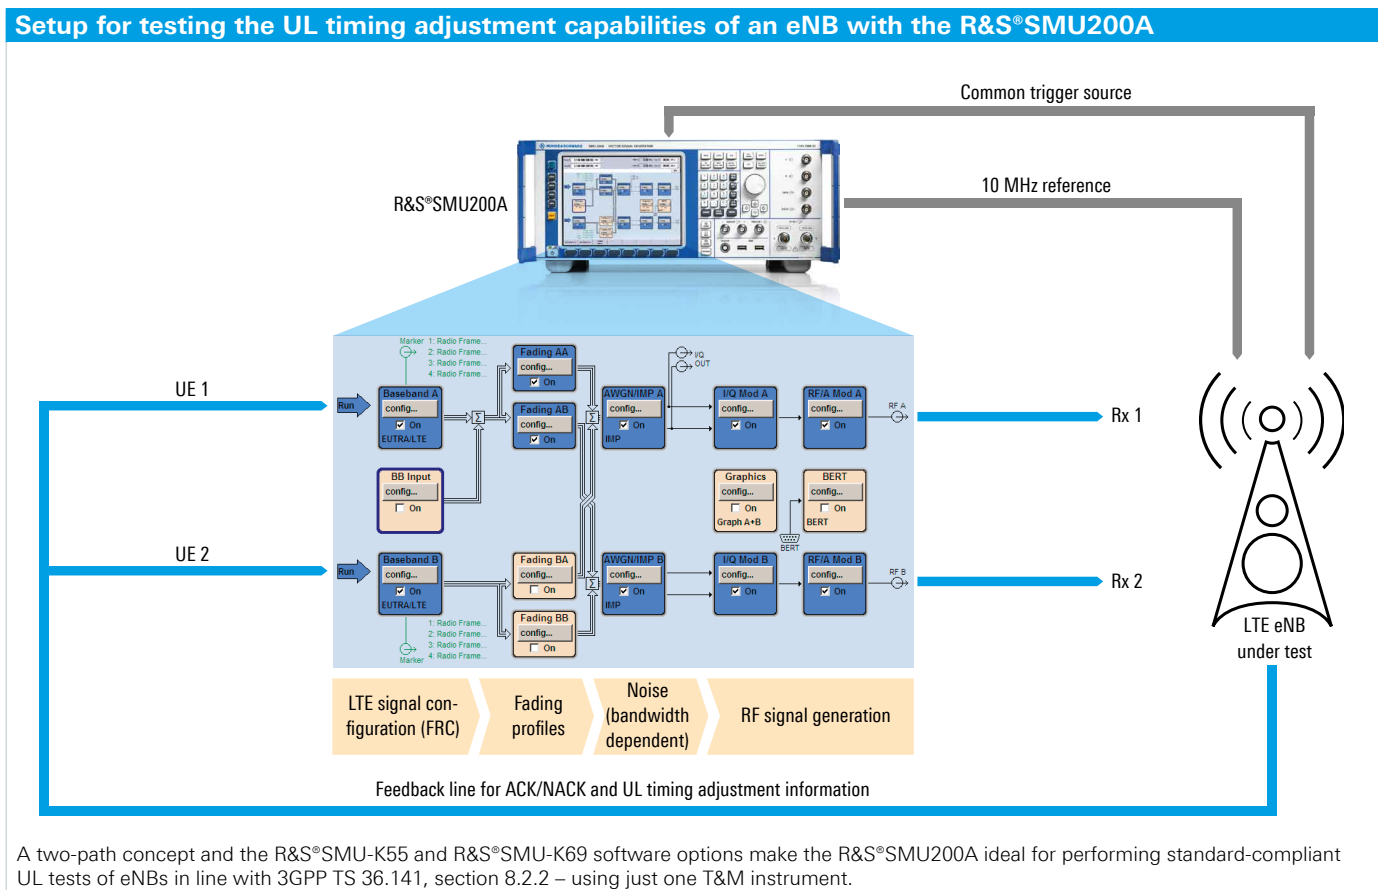 Setup for testing the UL timing adjustment capabilities of an eNB with the R&S®SMU200A
Common trigger source
10 MHz reference
R&S®SMU200A
UE 1
UE 2
Marker 1: Radio Frame...
2: Radio Frame...
3: Radio Frame...
4: Radio Frame...
Run
Baseband A
config...
On
EUTRA/LTE
BB Input
config...
On
Fading AA
config...
On
Fading AB
config...
On
Σ
Σ
I/Q
OUT
AWGN/IMP A
config...
On
IMP
I/Q Mod A
config...
On
RF/A Mod A
config...
On
RF A
Rx 1
Graphics
config...
On
Graph A+B
BERT
config...
On
BERT
BERT
Run
Baseband B
config...
On
EUTRA/LTE
Fading BA
config...
On
Fading BB
config...
On
Σ
AWGN/IMP B
config...
On
IMP
I/Q Mod B
config...
On
RF/A Mod B
config...
On
RF B
Rx 2
1: Radio Frame...
2: Radio Frame...
3: Radio Frame...
Marker 4: Radio Frame...
LTE eNB
under test
LTE signal con-
figuration (FRC)
Fading
profiles
Noise
(bandwidth
dependent)
RF signal generation
Feedback line for ACK/NACK and UL timing adjustment information
A two-path concept and the R&S®SMU-K55 and R&S®SMU-K69 software options make the R&S®SMU200A ideal for performing standard-compliant
UL tests of eNBs in line with 3GPP TS 36.141, section 8.2.2 – using just one T&M instrument.